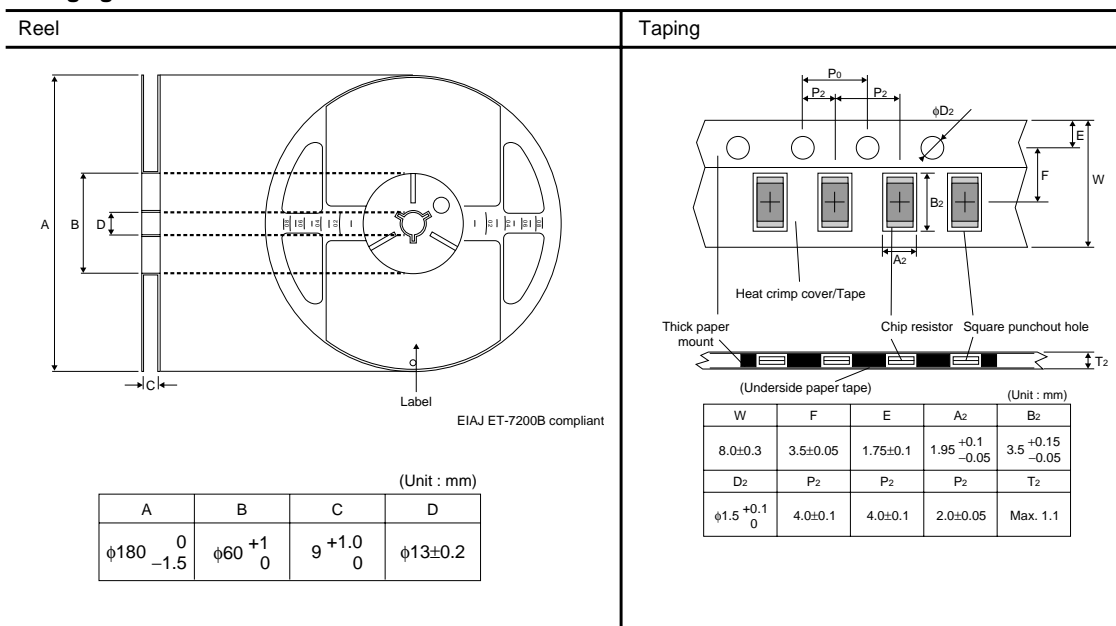 Reel
A
B
D
C
Label
EIAJ ET-7200B compliant
(Unit : mm)
A B C D
ϕ180 0 −1.5 ϕ60 +1 0 9 +1.0 0 ϕ13±0.2
Taping
P0
P2 P2
ϕD2
E
F
W
B2
A2
Heat crimp cover/Tape
Thick paper
mount
Chip resistor Square punchout hole
T2
(Underside paper tape)
(Unit : mm)
W F E A2 B2
8.0±0.3 3.5±0.05 1.75±0.1 1.95 +0.1 −0.05 3.5 +0.15 −0.05
D2 P2 P2 P2 T2
ϕ1.5 +0.1 0 4.0±0.1 4.0±0.1 2.0±0.05 Max. 1.1